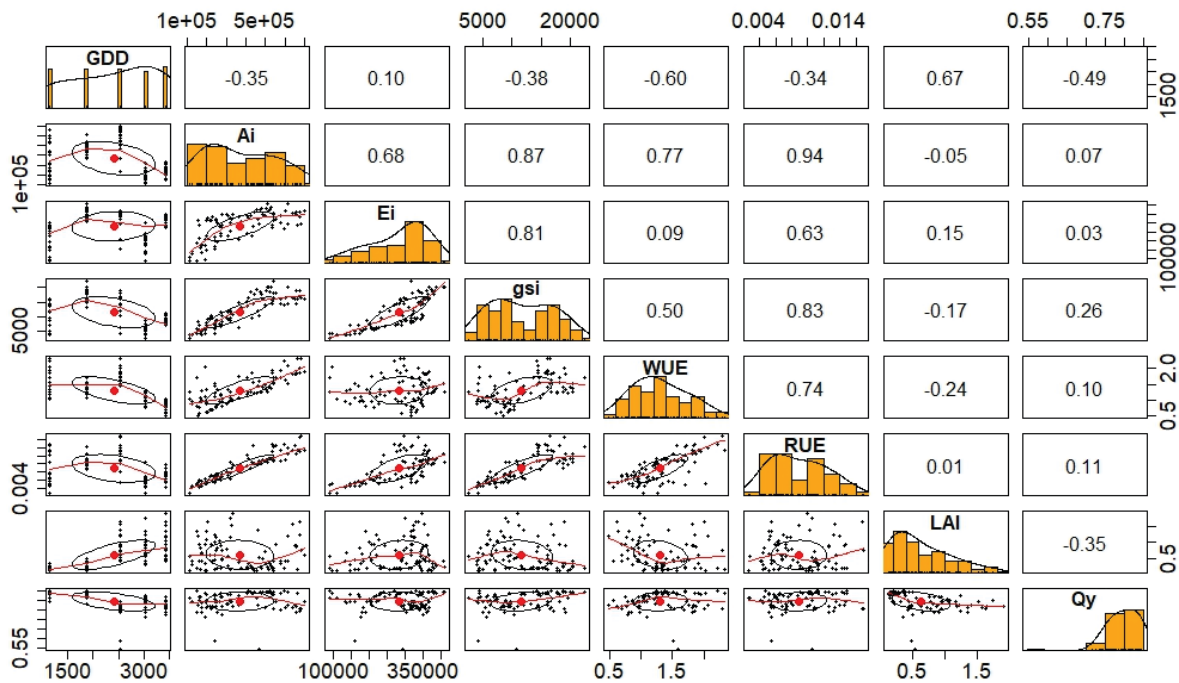 1e+05 5e+05 5000 20000 0.004 0.014 0.55 0.75
GDD -0.35 0.10 -0.38 -0.60 -0.34 0.67 -0.49 1500
1e+05 Ai 0.68 0.87 0.77 0.94 -0.05 0.07
Ei 0.81 0.09 0.63 0.15 0.03 100000
5000 gsi 0.50 0.83 -0.17 0.26
WUE 0.74 -0.24 0.10 0.5 2.0
0.004 RUE 0.01 0.11
LAI -0.35 0.5
0.55 Qy
1500 3000 100000 350000 0.5 1.5 0.5 1.5